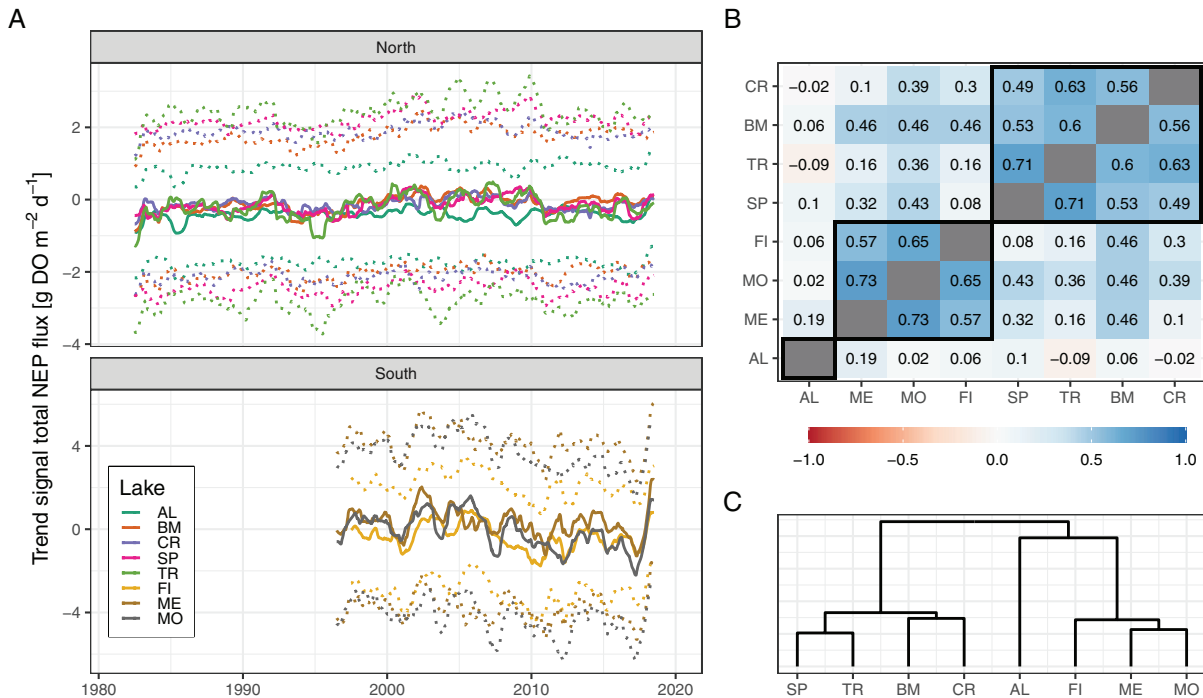 A
North
Trend signal total NEP flux [g DO m⁻² d⁻¹]
2
0
−2
−4
South
4
0
−4
Lake
AL
BM
CR
SP
TR
FI
ME
MO
1980 1990 2000 2010 2020
B
CR −0.02 0.1 0.39 0.3 0.49 0.63 0.56
BM 0.06 0.46 0.46 0.46 0.53 0.6 0.56
TR −0.09 0.16 0.36 0.16 0.71 0.6 0.63
SP 0.1 0.32 0.43 0.08 0.71 0.53 0.49
FI 0.06 0.57 0.65 0.08 0.16 0.46 0.3
MO 0.02 0.73 0.65 0.43 0.36 0.46 0.39
ME 0.19 0.73 0.57 0.32 0.16 0.46 0.1
AL 0.19 0.02 0.06 0.1 −0.09 0.06 −0.02
AL ME MO FI SP TR BM CR
−1.0 −0.5 0.0 0.5 1.0
C
SP TR BM CR AL FI ME MO